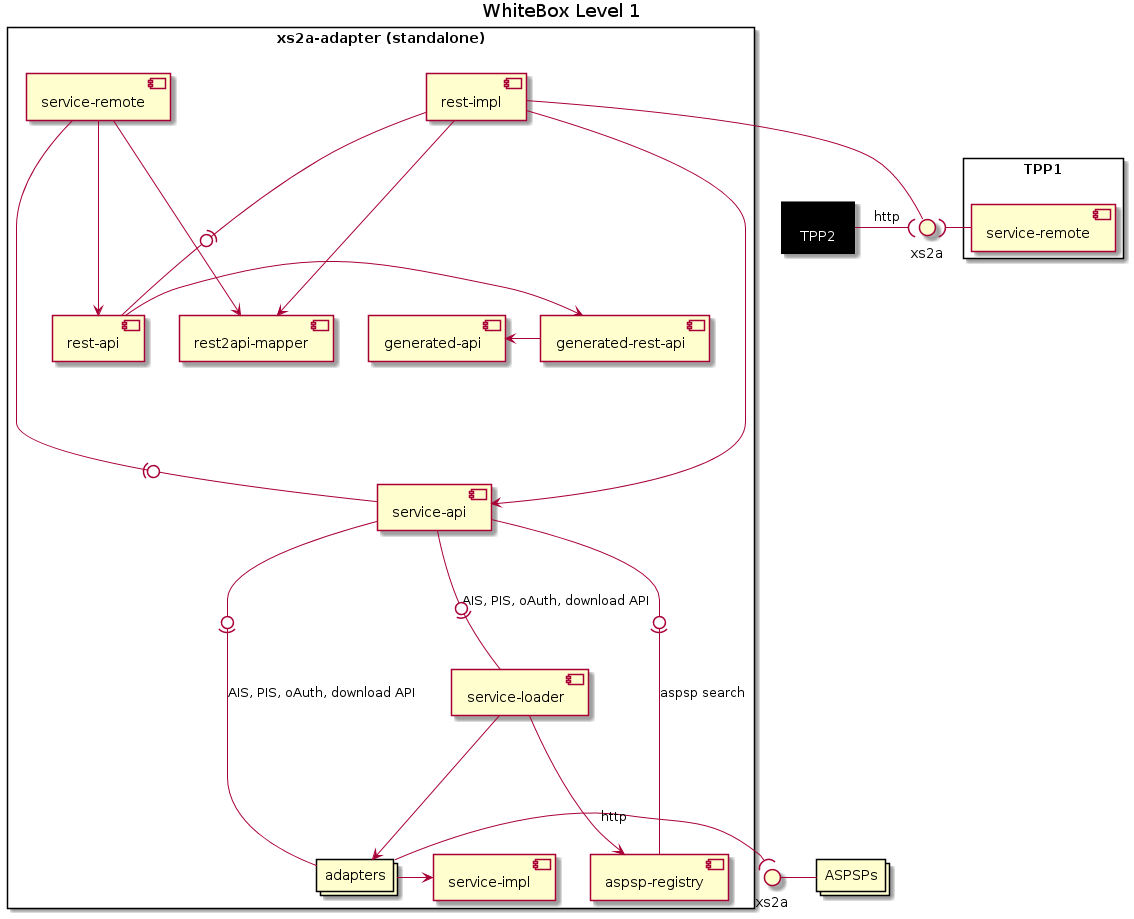 WhiteBox Level 1
xs2a-adapter (standalone)
service-remote
rest-impl
TPP1
TPP2
http
xs2a
service-remote
rest-api
rest2api-mapper
generated-api
generated-rest-api
service-api
AIS, PIS, oAuth, download API
AIS, PIS, oAuth, download API
service-loader
aspsp search
http
adapters
service-impl
aspsp-registry
xs2a
ASPSPs